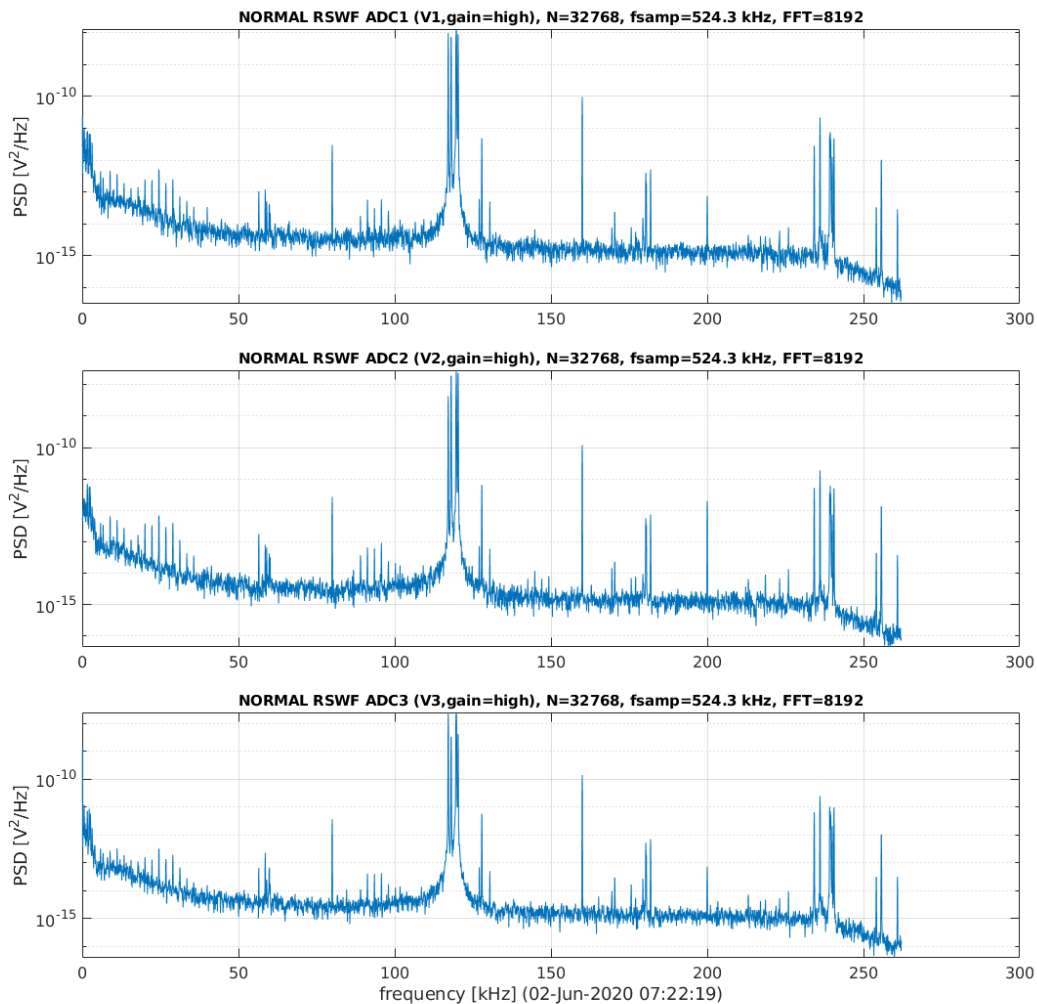 NORMAL RSWF ADC1 (V1,gain=high), N=32768, fsamp=524.3 kHz, FFT=8192
PSD [V²/Hz]
10⁻¹⁰
10⁻¹⁵
0 50 100 150 200 250 300
NORMAL RSWF ADC2 (V2,gain=high), N=32768, fsamp=524.3 kHz, FFT=8192
PSD [V²/Hz]
10⁻¹⁰
10⁻¹⁵
0 50 100 150 200 250 300
NORMAL RSWF ADC3 (V3,gain=high), N=32768, fsamp=524.3 kHz, FFT=8192
PSD [V²/Hz]
10⁻¹⁰
10⁻¹⁵
0 50 100 150 200 250 300
frequency [kHz] (02-Jun-2020 07:22:19)